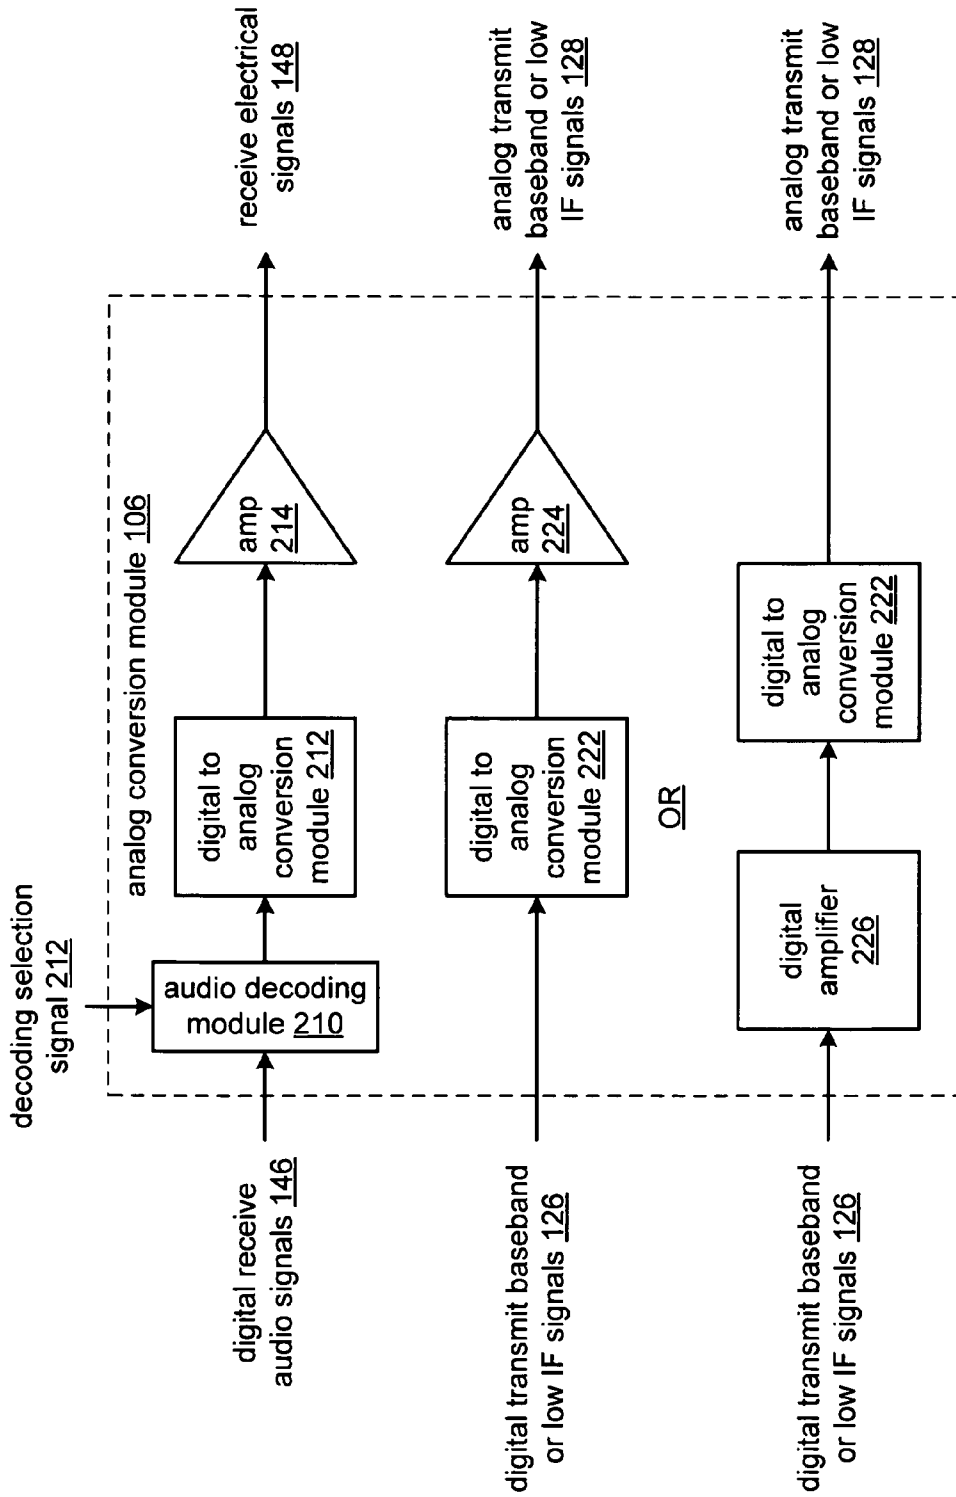 decoding selection
signal 212
analog conversion module 106
digital receive
audio signals 146
audio decoding
module 210
digital to
analog
conversion
module 212
amp
214
receive electrical
signals 148
digital transmit baseband
or low IF signals 126
digital to
analog
conversion
module 222
amp
224
analog transmit
baseband or low
IF signals 128
OR
digital transmit baseband
or low IF signals 126
digital
amplifier
226
digital to
analog
conversion
module 222
analog transmit
baseband or low
IF signals 128